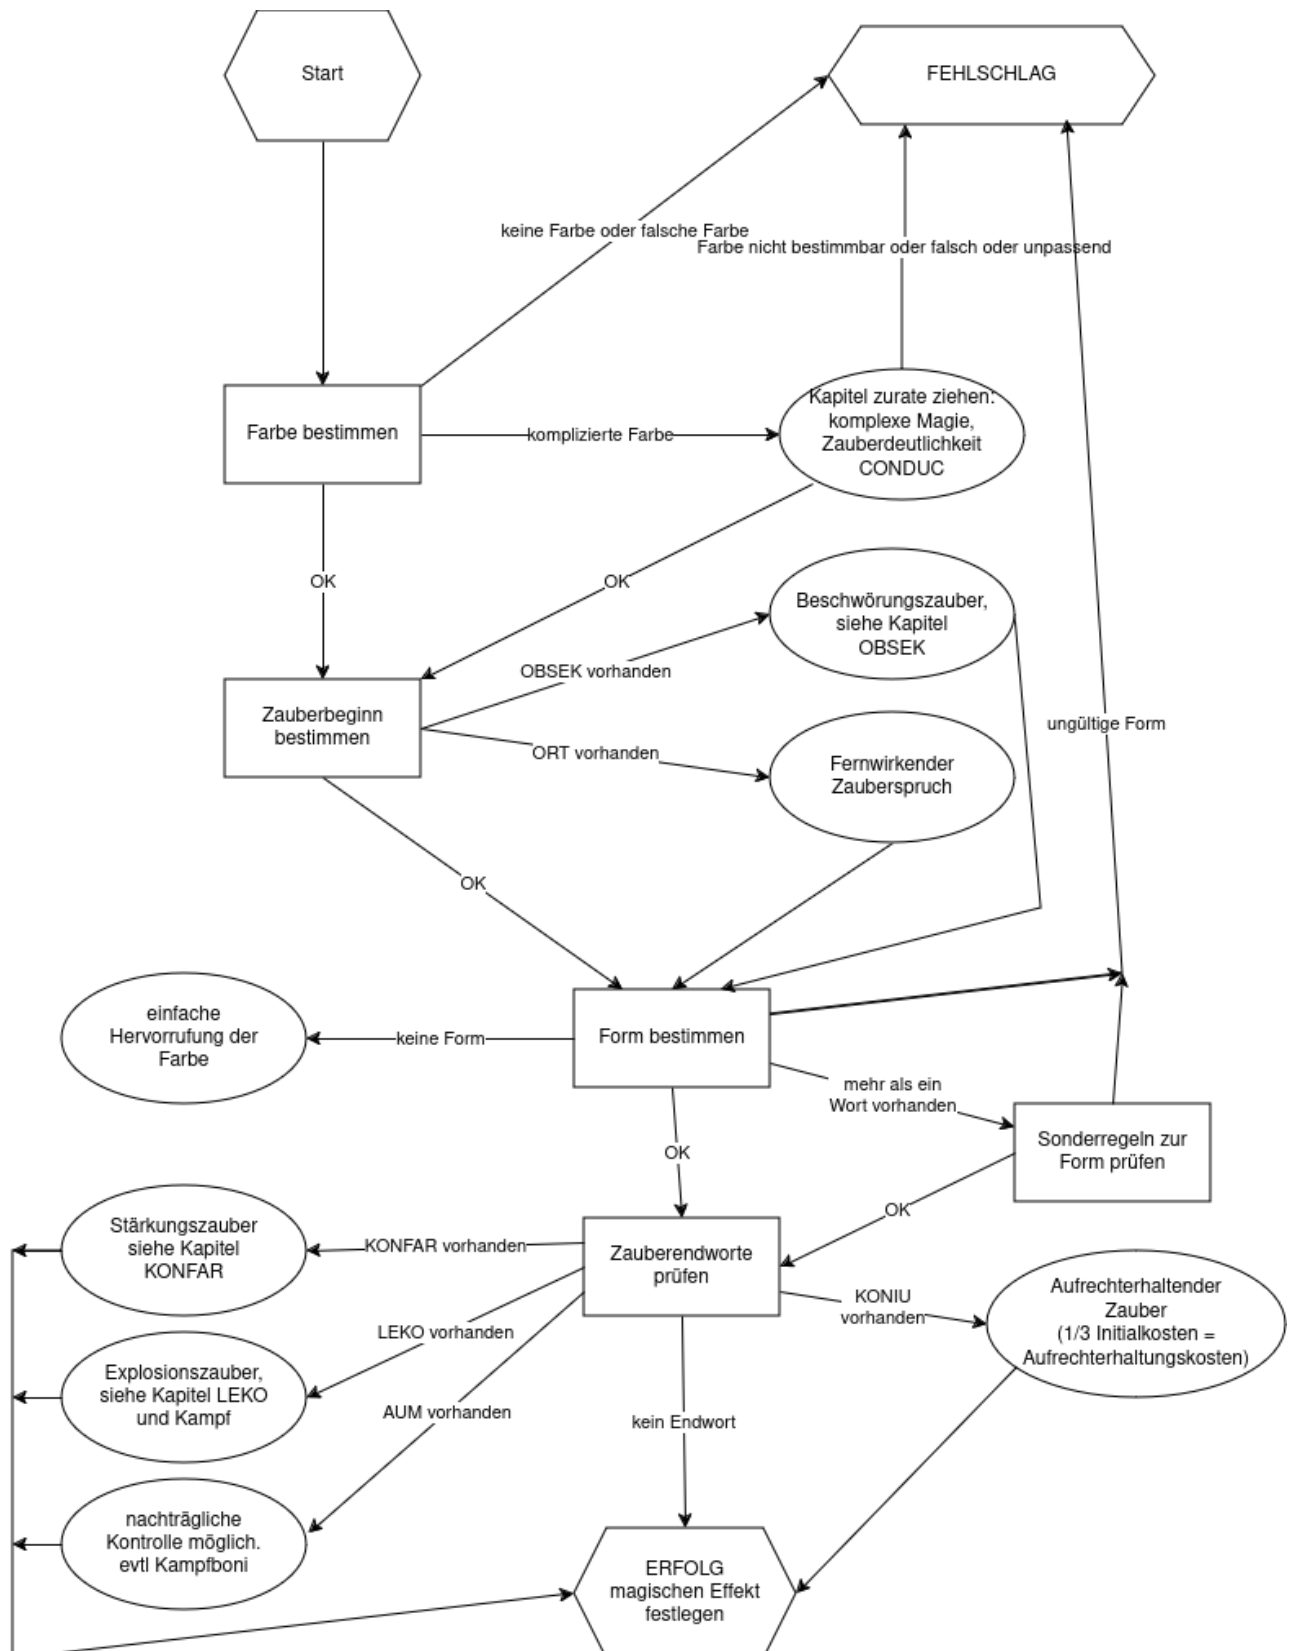 Start
FEHLSCHLAG
keine Farbe oder falsche Farbe
Farbe nicht bestimmbar oder falsch oder unpassend
Farbe bestimmen
komplizierte Farbe
Kapitel zurate ziehen:
komplexe Magie,
Zauberdeutlichkeit
CONDUC
OK
OK
Beschwörungszauber,
siehe Kapitel
OBSEK
OBSEK vorhanden
Zauberbeginn
bestimmen
ORT vorhanden
Fernwirkender
Zauberspruch
ungültige Form
OK
einfache
Hervorrufung der
Farbe
keine Form
Form bestimmen
mehr als ein
Wort vorhanden
Sonderregeln zur
Form prüfen
OK
OK
Stärkungszauber
siehe Kapitel
KONFAR
KONFAR vorhanden
Zauberendworte
prüfen
KONIU
vorhanden
Aufrechterhaltender
Zauber
(1/3 Initialkosten =
Aufrechterhaltungskosten)
LEKO vorhanden
Explosionszauber,
siehe Kapitel LEKO
und Kampf
AUM vorhanden
kein Endwort
nachträgliche
Kontrolle möglich.
evtl Kampfboni
ERFOLG
magischen Effekt
festlegen